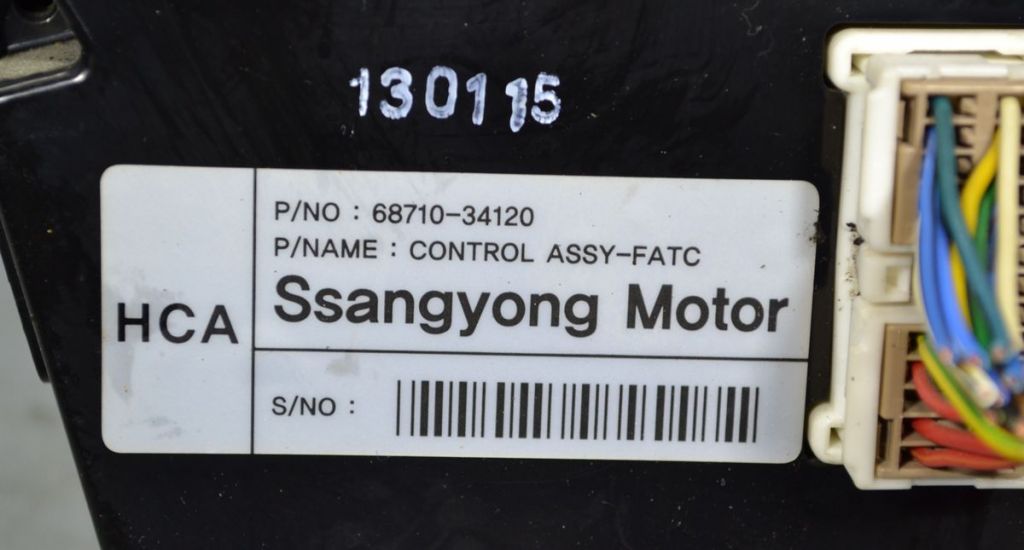 130115
P/NO : 68710-34120
P/NAME : CONTROL ASSY-FATC
Ssangyong Motor
HCA
S/NO :